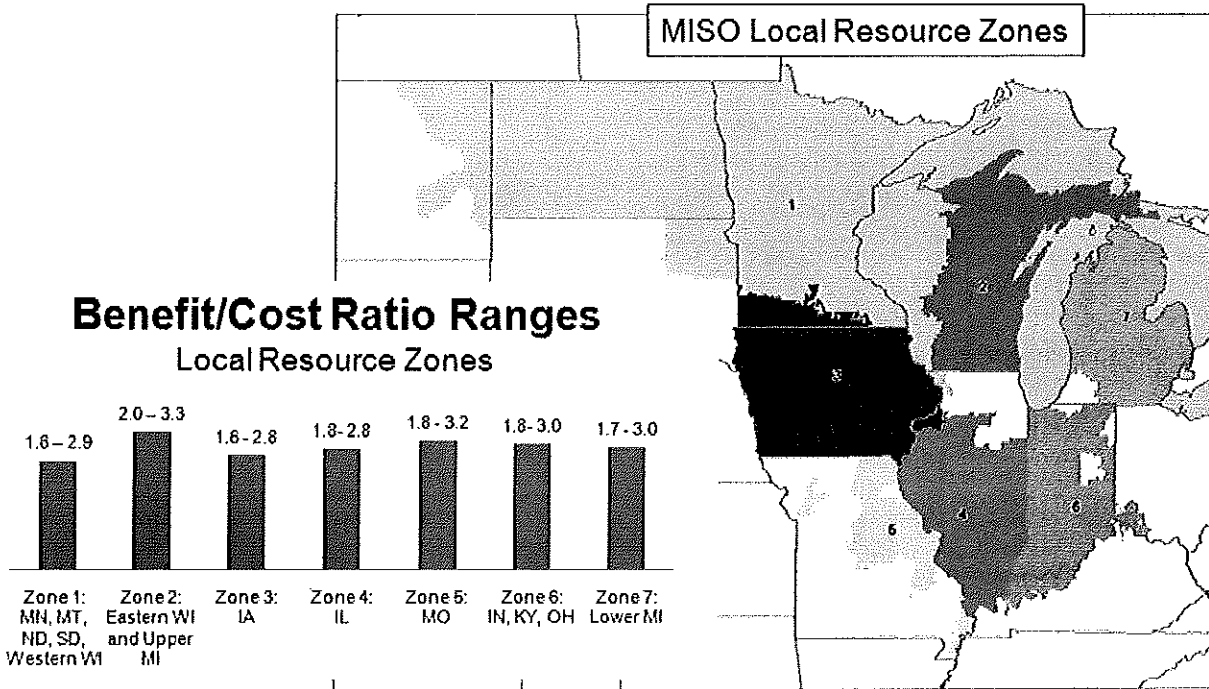 MISO Local Resource Zones
1
2
3
7
4
6
5
Benefit/Cost Ratio Ranges
Local Resource Zones
1.6 – 2.9
2.0 – 3.3
1.6 - 2.8
1.8 - 2.8
1.8 - 3.2
1.8 - 3.0
1.7 - 3.0
Zone 1:
MN, MT,
ND, SD,
Western WI
Zone 2:
Eastern WI
and Upper
MI
Zone 3:
IA
Zone 4:
IL
Zone 5:
MO
Zone 6:
IN, KY, OH
Zone 7:
Lower MI